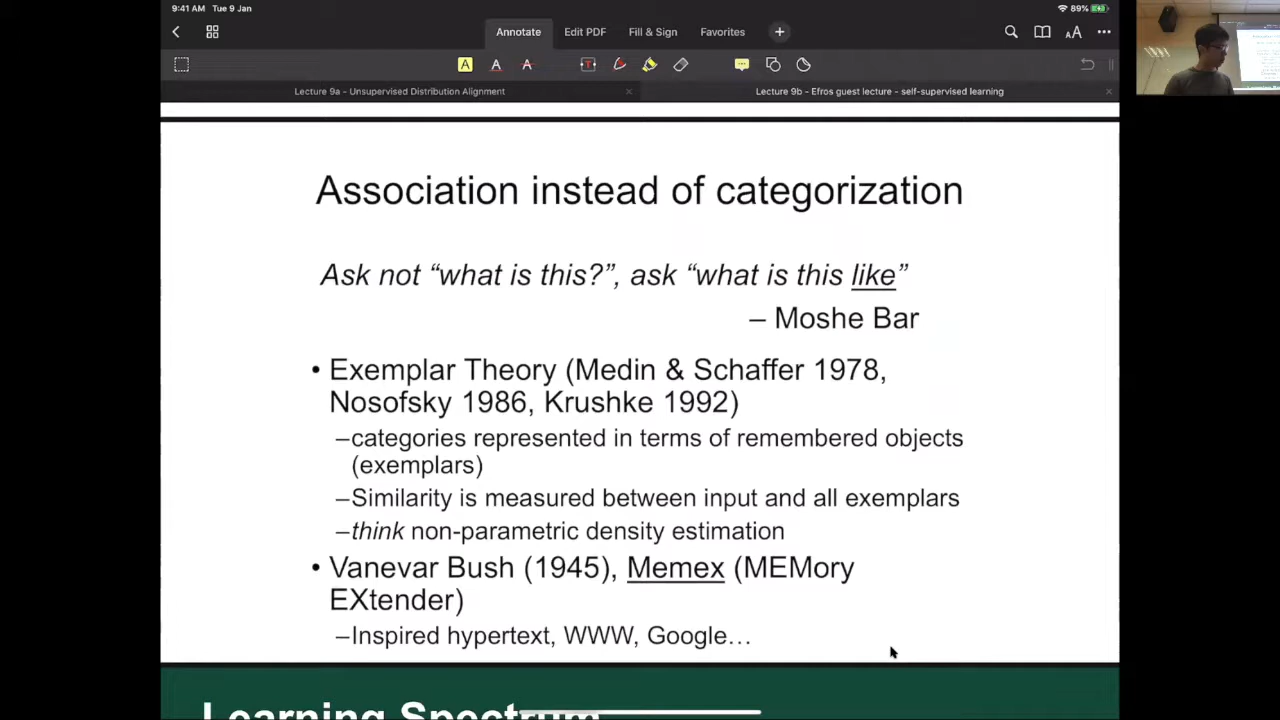 9:41 AM Tue 9 Jan
89%
Annotate Edit PDF Fill & Sign Favorites
AA
A A A T
Lecture 9a - Unsupervised Distribution Alignment
Lecture 9b - Efros guest lecture - self-supervised learning
Association instead of categorization
Ask not “what is this?”, ask “what is this like”
– Moshe Bar
• Exemplar Theory (Medin & Schaffer 1978,
Nosofsky 1986, Krushke 1992)
–categories represented in terms of remembered objects
(exemplars)
–Similarity is measured between input and all exemplars
–think non-parametric density estimation
• Vanevar Bush (1945), Memex (MEMory
EXtender)
–Inspired hypertext, WWW, Google…
Learning Spectrum